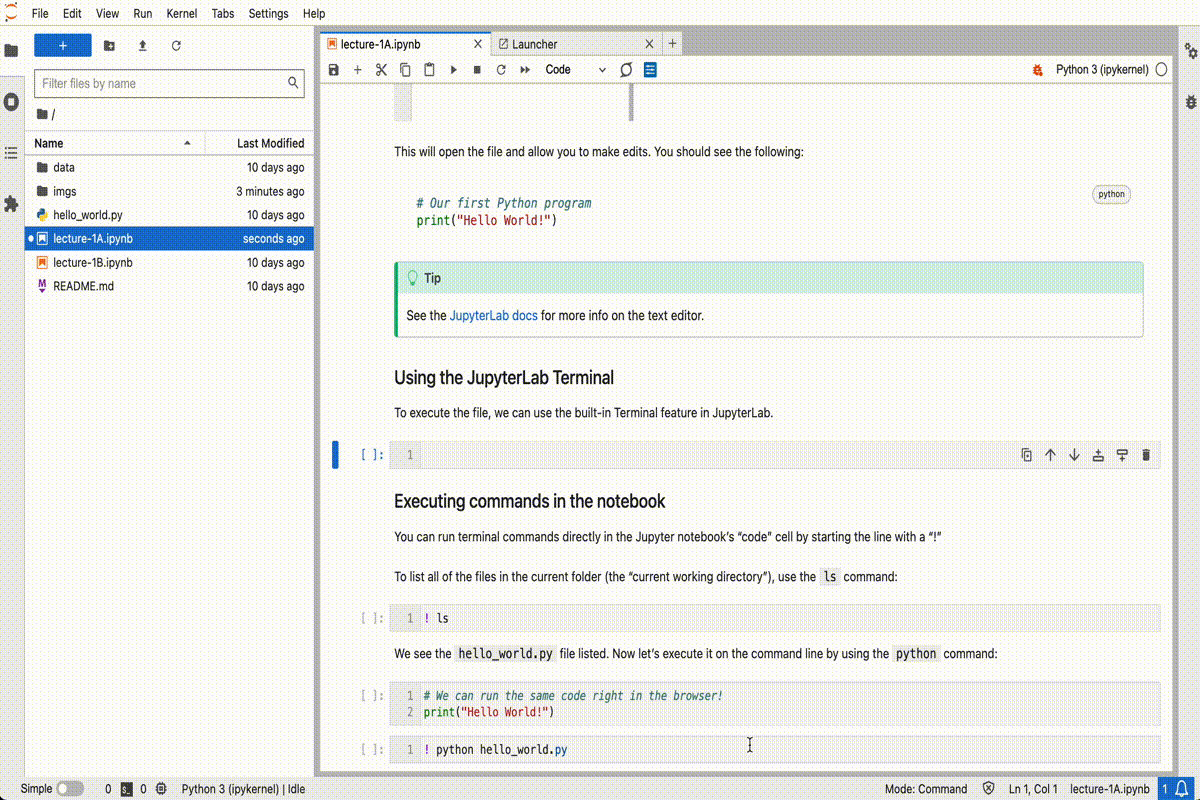 File Edit View Run Kernel Tabs Settings Help
+
Filter files by name
/
Name Last Modified
data 10 days ago
imgs 3 minutes ago
hello_world.py 10 days ago
lecture-1A.ipynb seconds ago
lecture-1B.ipynb 10 days ago
README.md 10 days ago
lecture-1A.ipynb Launcher
Code Python 3 (ipykernel)
This will open the file and allow you to make edits. You should see the following:
python
# Our first Python program
print("Hello World!")
Tip
See the JupyterLab docs for more info on the text editor.
Using the JupyterLab Terminal
To execute the file, we can use the built-in Terminal feature in JupyterLab.
[ ]: 1
Executing commands in the notebook
You can run terminal commands directly in the Jupyter notebook's “code” cell by starting the line with a “!”
To list all of the files in the current folder (the “current working directory”), use the ls command:
[ ]: 1 ! ls
We see the hello_world.py file listed. Now let's execute it on the command line by using the python command:
[ ]: 1 # We can run the same code right in the browser!
2 print("Hello World!")
[ ]: 1 ! python hello_world.py
Simple 0 $_ 0 Python 3 (ipykernel) | Idle Mode: Command Ln 1, Col 1 lecture-1A.ipynb 1